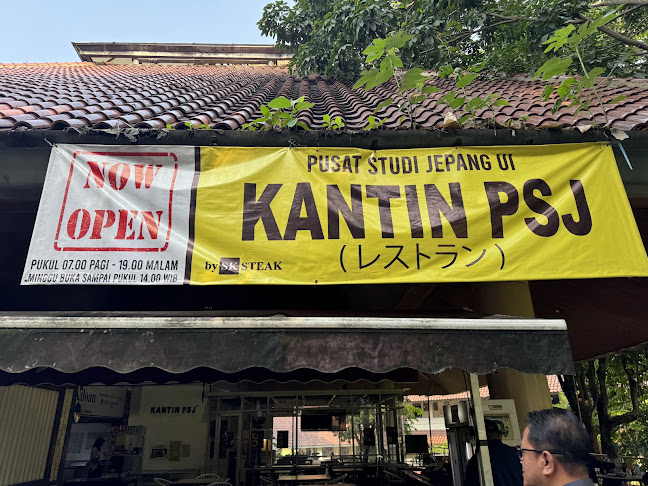 NOW
OPEN
PUKUL 07.00 PAGI - 19.00 MALAM
MINGGU BUKA SAMPAI PUKUL 14.00 WIB
PUSAT STUDI JEPANG UI
KANTIN PSJ
(レストラン)
by SK STEAK
KANTIN PSJ